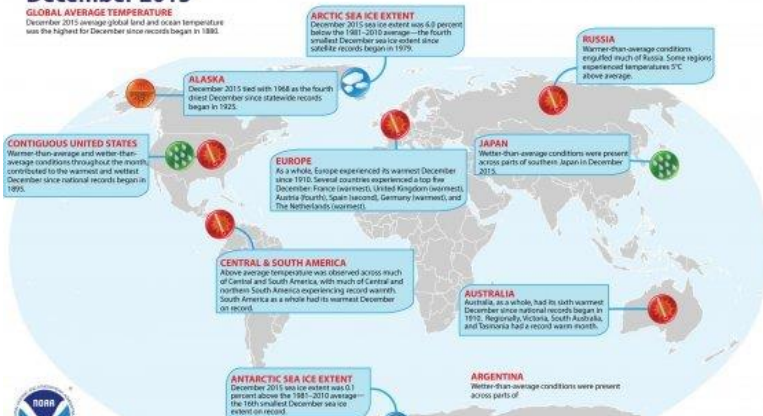 December 2015
GLOBAL AVERAGE TEMPERATURE
December 2015 average global land and ocean temperature
was the highest for December since records began in 1880.
ARCTIC SEA ICE EXTENT
December 2015 sea ice extent was 6.0 percent
below the 1981–2010 average—the fourth
smallest December sea ice extent since
satellite records began in 1979.
RUSSIA
Warmer-than-average conditions
engulfed much of Russia. Some regions
experienced temperatures 5°C
above average.
ALASKA
December 2015 tied with 1968 as the fourth
driest December since statewide records
began in 1925.
CONTIGUOUS UNITED STATES
Warmer-than-average and wetter-than-
average conditions throughout the month,
contributed to the warmest and wettest
December since national records began in
1895.
EUROPE
As a whole, Europe experienced its warmest December
since 1910. Several countries experienced a top five
December: France (warmest), United Kingdom (warmest),
Austria (fourth), Spain (second), Germany (warmest), and
The Netherlands (warmest).
JAPAN
Wetter-than-average conditions were present
across parts of southern Japan in December
2015.
CENTRAL & SOUTH AMERICA
Above average temperature was observed across much
of Central and South America, with much of Central and
northern South America experiencing record warmth.
South America as a whole had its warmest December
on record.
AUSTRALIA
Australia, as a whole, had its sixth warmest
December since national records began in
1910. Regionally, Victoria, South Australia,
and Tasmania had a record warm month.
ANTARCTIC SEA ICE EXTENT
December 2015 sea ice extent was 0.1
percent above the 1981–2010 average—
the 16th smallest December sea ice
extent on record.
ARGENTINA
Wetter-than-average conditions were present
across parts of
NOAA